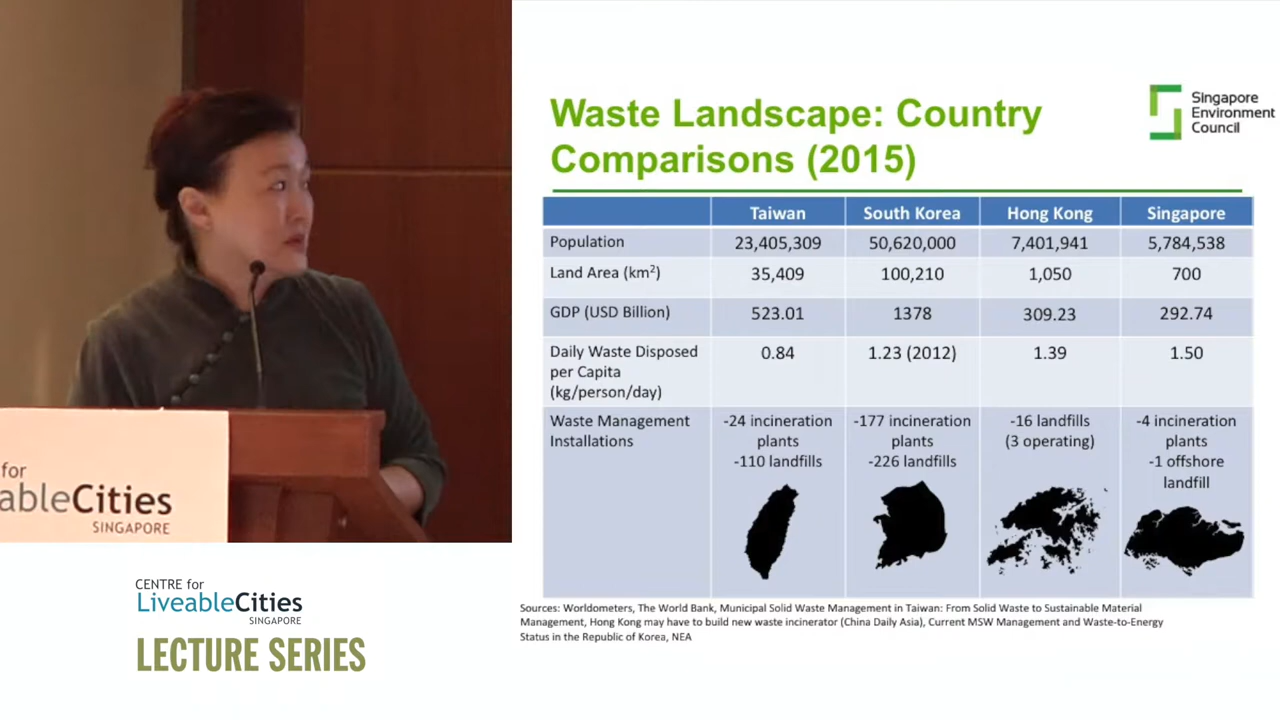 for
ableCities
SINGAPORE
CENTRE for
LiveableCities
SINGAPORE
LECTURE SERIES
Waste Landscape: Country
Comparisons (2015)
Singapore
Environment
Council
Taiwan South Korea Hong Kong Singapore
Population 23,405,309 50,620,000 7,401,941 5,784,538
Land Area (km²) 35,409 100,210 1,050 700
GDP (USD Billion) 523.01 1378 309.23 292.74
Daily Waste Disposed 0.84 1.23 (2012) 1.39 1.50
per Capita
(kg/person/day)
Waste Management -24 incineration -177 incineration -16 landfills -4 incineration
Installations plants plants (3 operating) plants
-110 landfills -226 landfills -1 offshore
landfill
Sources: Worldometers, The World Bank, Municipal Solid Waste Management in Taiwan: From Solid Waste to Sustainable Material
Management, Hong Kong may have to build new waste incinerator (China Daily Asia), Current MSW Management and Waste-to-Energy
Status in the Republic of Korea, NEA